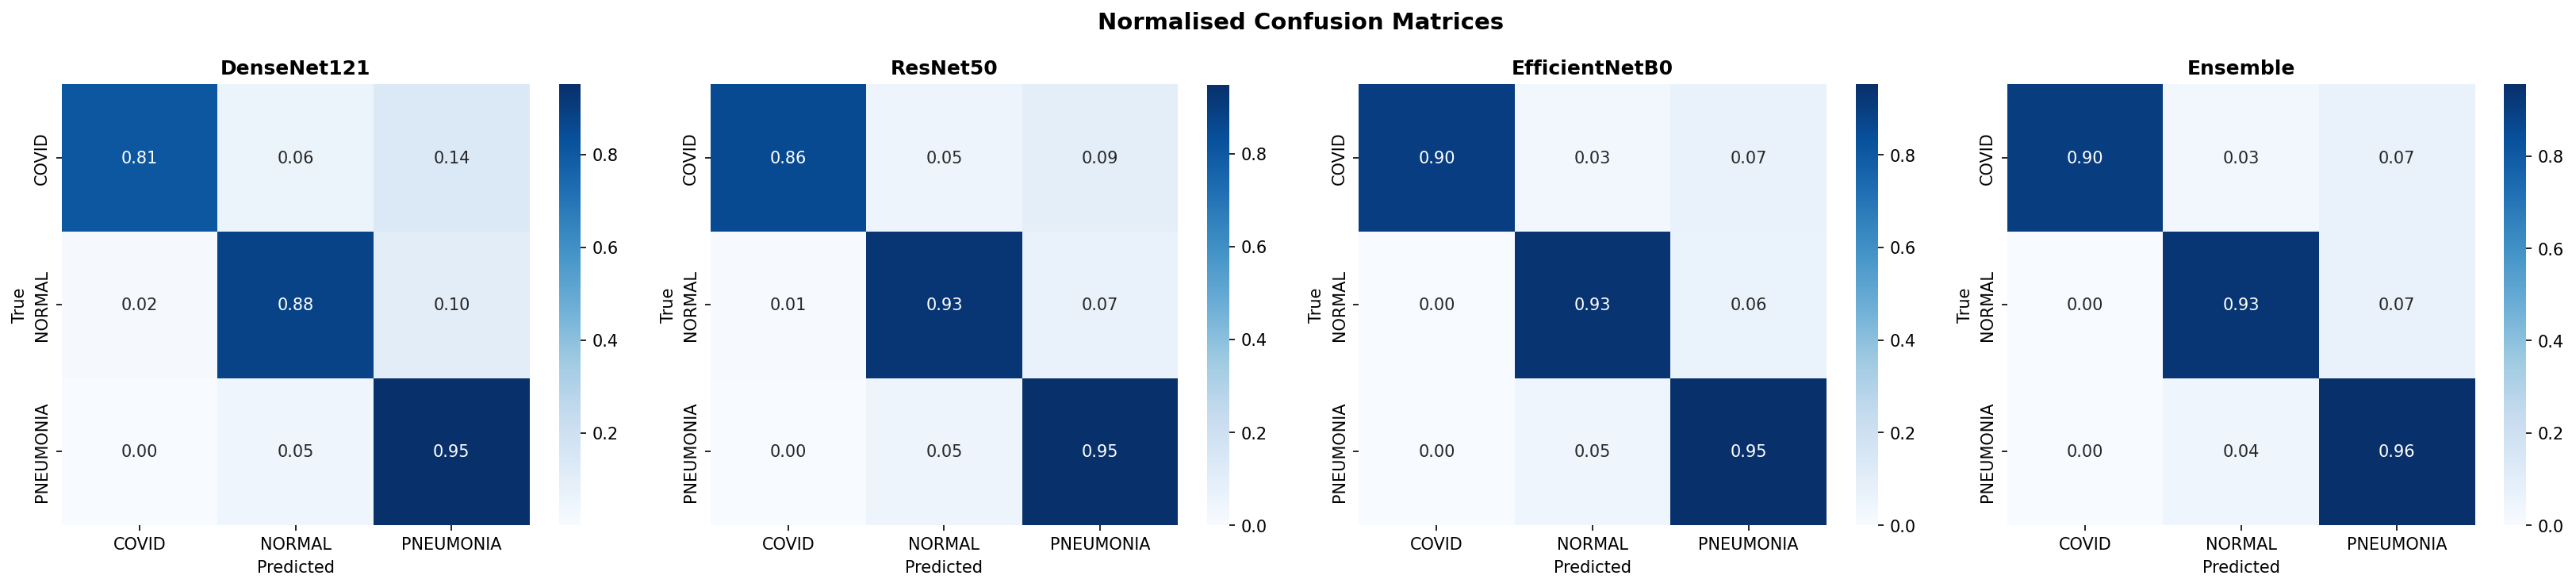 Normalised Confusion Matrices
DenseNet121
COVID
NORMAL
PNEUMONIA
True
0.81 0.06 0.14
0.02 0.88 0.10
0.00 0.05 0.95
COVID NORMAL PNEUMONIA
Predicted
0.8
0.6
0.4
0.2
ResNet50
COVID
NORMAL
PNEUMONIA
True
0.86 0.05 0.09
0.01 0.93 0.07
0.00 0.05 0.95
COVID NORMAL PNEUMONIA
Predicted
0.8
0.6
0.4
0.2
0.0
EfficientNetB0
COVID
NORMAL
PNEUMONIA
True
0.90 0.03 0.07
0.00 0.93 0.06
0.00 0.05 0.95
COVID NORMAL PNEUMONIA
Predicted
0.8
0.6
0.4
0.2
0.0
Ensemble
COVID
NORMAL
PNEUMONIA
True
0.90 0.03 0.07
0.00 0.93 0.07
0.00 0.04 0.96
COVID NORMAL PNEUMONIA
Predicted
0.8
0.6
0.4
0.2
0.0